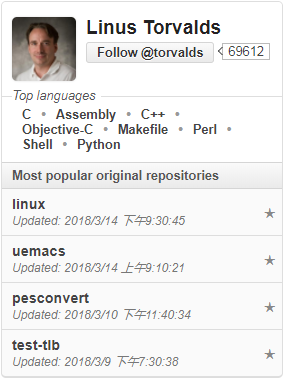 Linus Torvalds
Follow @torvalds 69612
Top languages
C • Assembly • C++ •
Objective-C • Makefile • Perl •
Shell • Python
Most popular original repositories
linux
Updated: 2018/3/14 下午9:30:45
★
uemacs
Updated: 2018/3/14 上午9:10:21
★
pesconvert
Updated: 2018/3/10 下午11:40:34
★
test-tlb
Updated: 2018/3/9 下午7:30:38
★